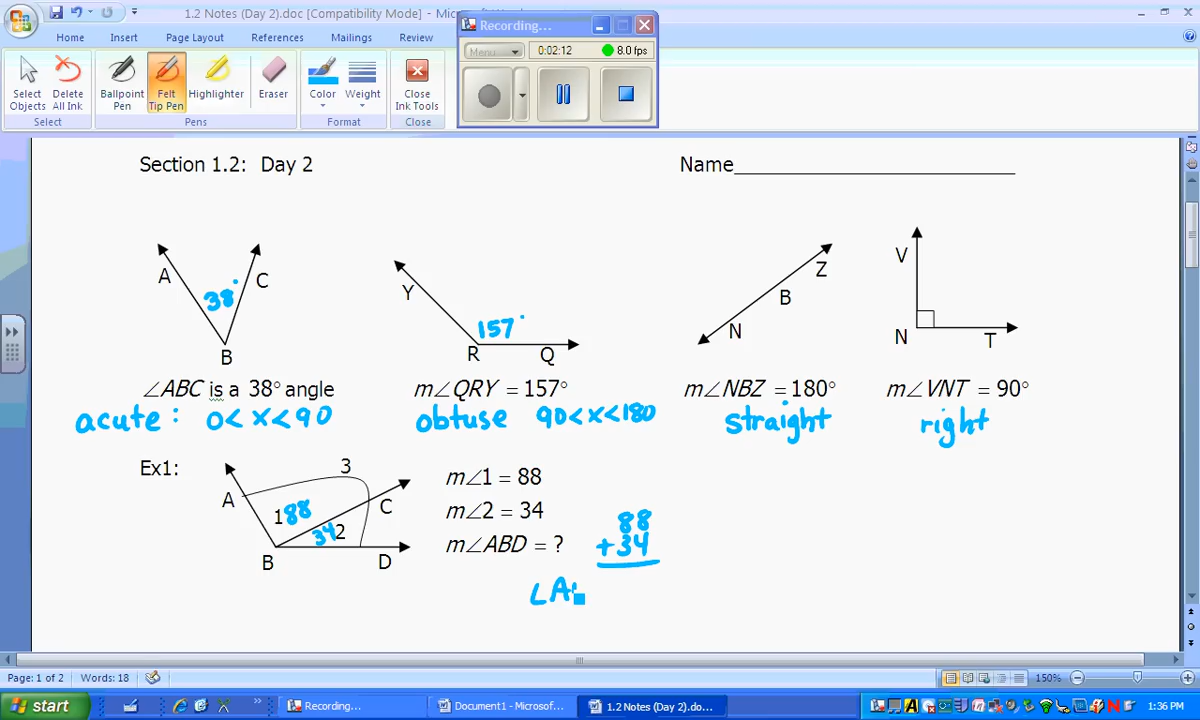 1.2 Notes (Day 2).doc [Compatibility Mode] -
Recording...
Home Insert Page Layout References Mailings Review
Menu 0:02:12 8.0 fps
Select Objects
Delete All Ink
Ballpoint Pen
Felt Tip Pen
Highlighter
Eraser
Color
Weight
Close Ink Tools
Select Pens Format Close
Section 1.2: Day 2 Name
A C 38° B
Y 157° R Q
Z B N
V N T
∠ABC is a 38° angle m∠QRY = 157° m∠NBZ = 180° m∠VNT = 90°
acute: 0< x < 90 obtuse 90< x <180 straight right
Ex1: 3
A 1 88 C
34 2
B D
m∠1 = 88
m∠2 = 34
m∠ABD = ?
88
+34
∠A
Page: 1 of 2 Words: 18 150%
start Recording... Document1 - Microsof... 1.2 Notes (Day 2).do... 1:36 PM